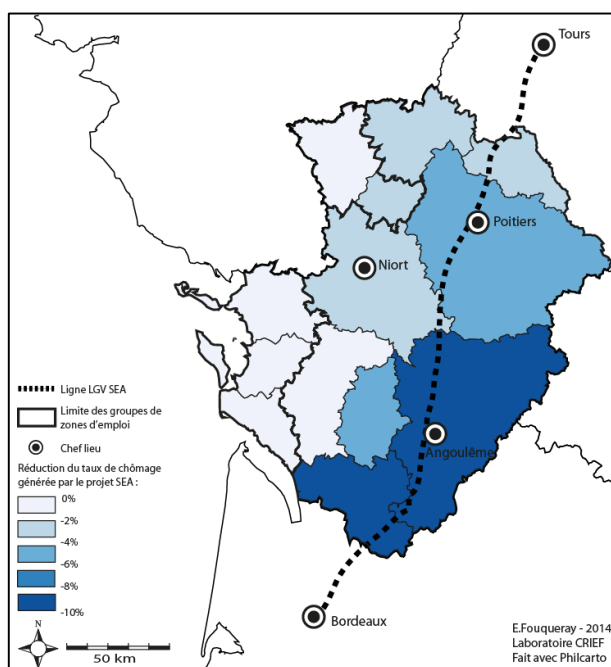 Tours
Poitiers
Niort
Ligne LGV SEA
Limite des groupes de
zones d'emploi
Chef lieu
Angoulême
Réduction du taux de chômage
générée par le projet SEA :
0%
-2%
-4%
-6%
-8%
-10%
Bordeaux
N
50 km
E.Fouqueray - 2014
Laboratoire CRIEF
Fait avec Philcarto